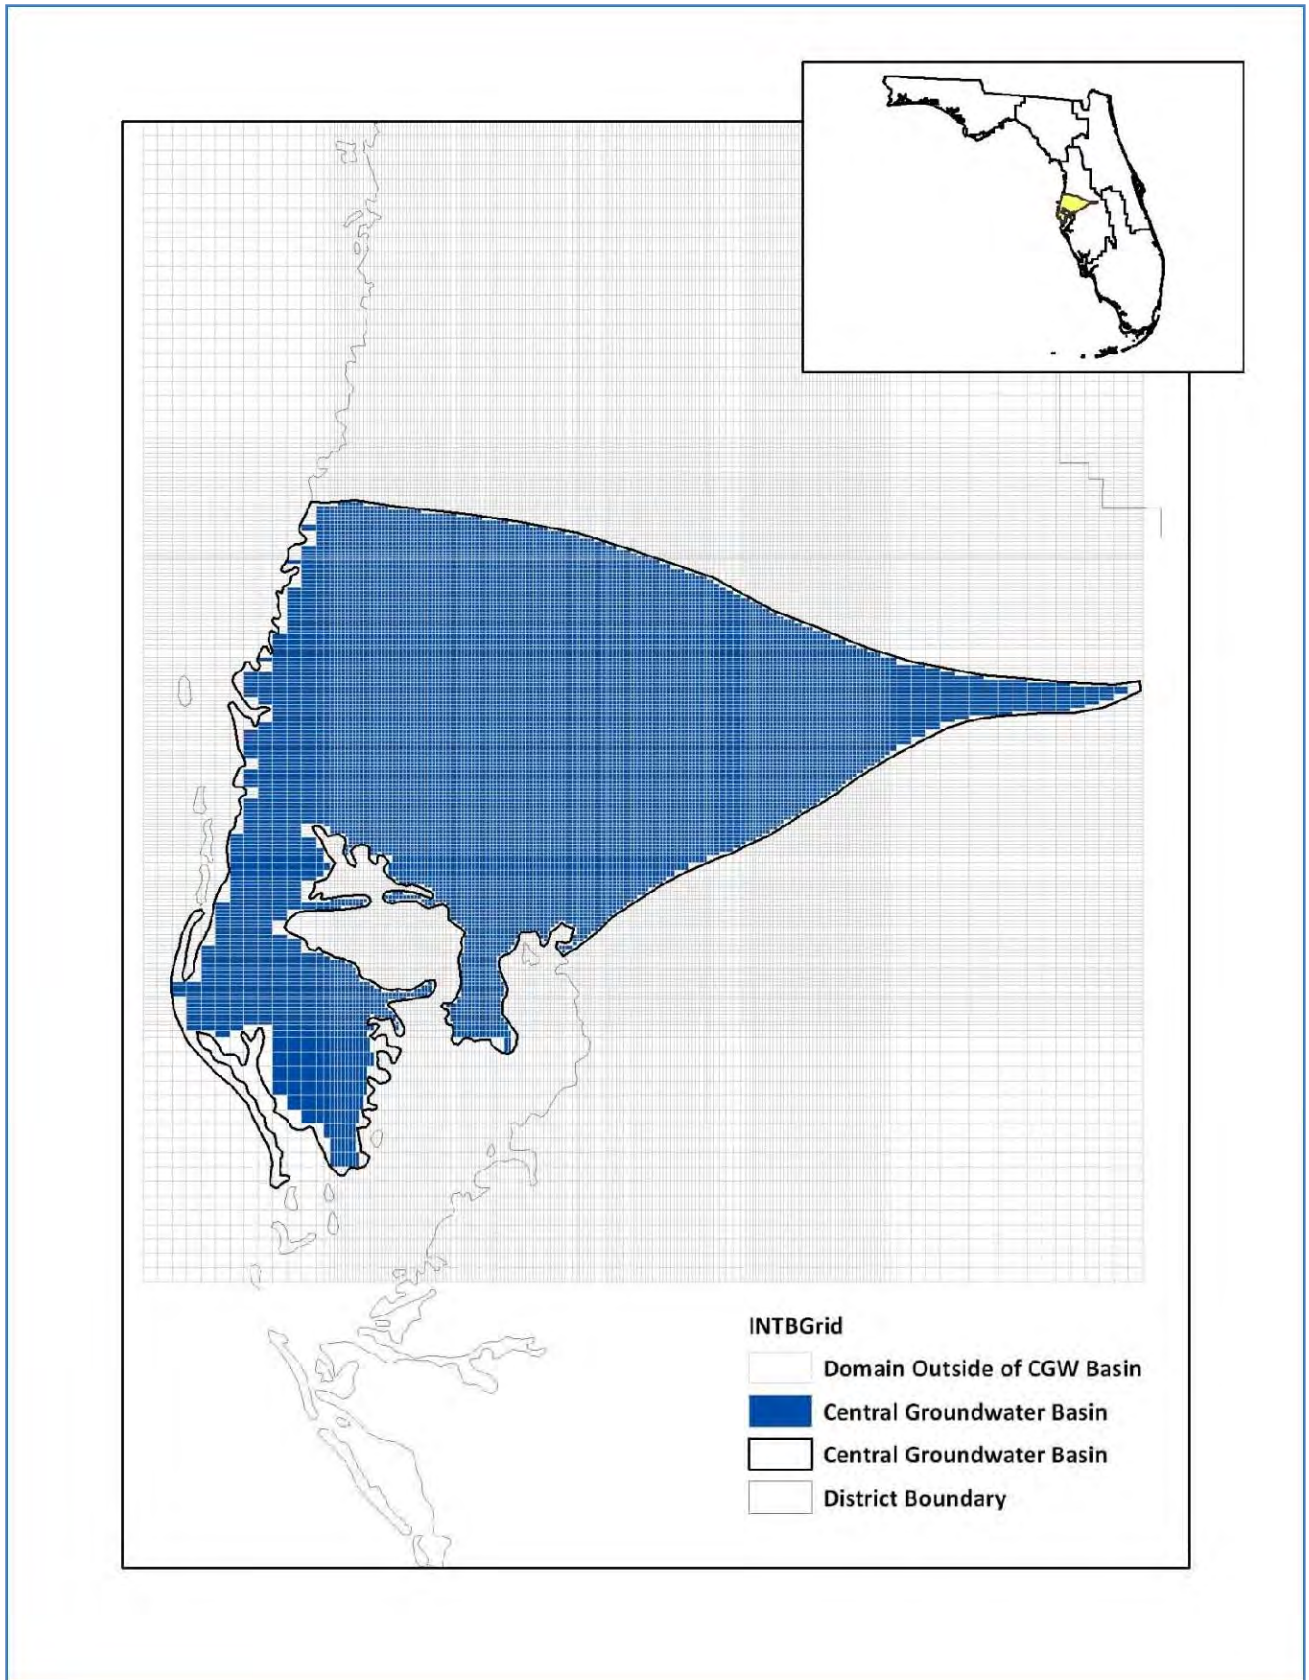 INTBGrid
Domain Outside of CGW Basin
Central Groundwater Basin
Central Groundwater Basin
District Boundary